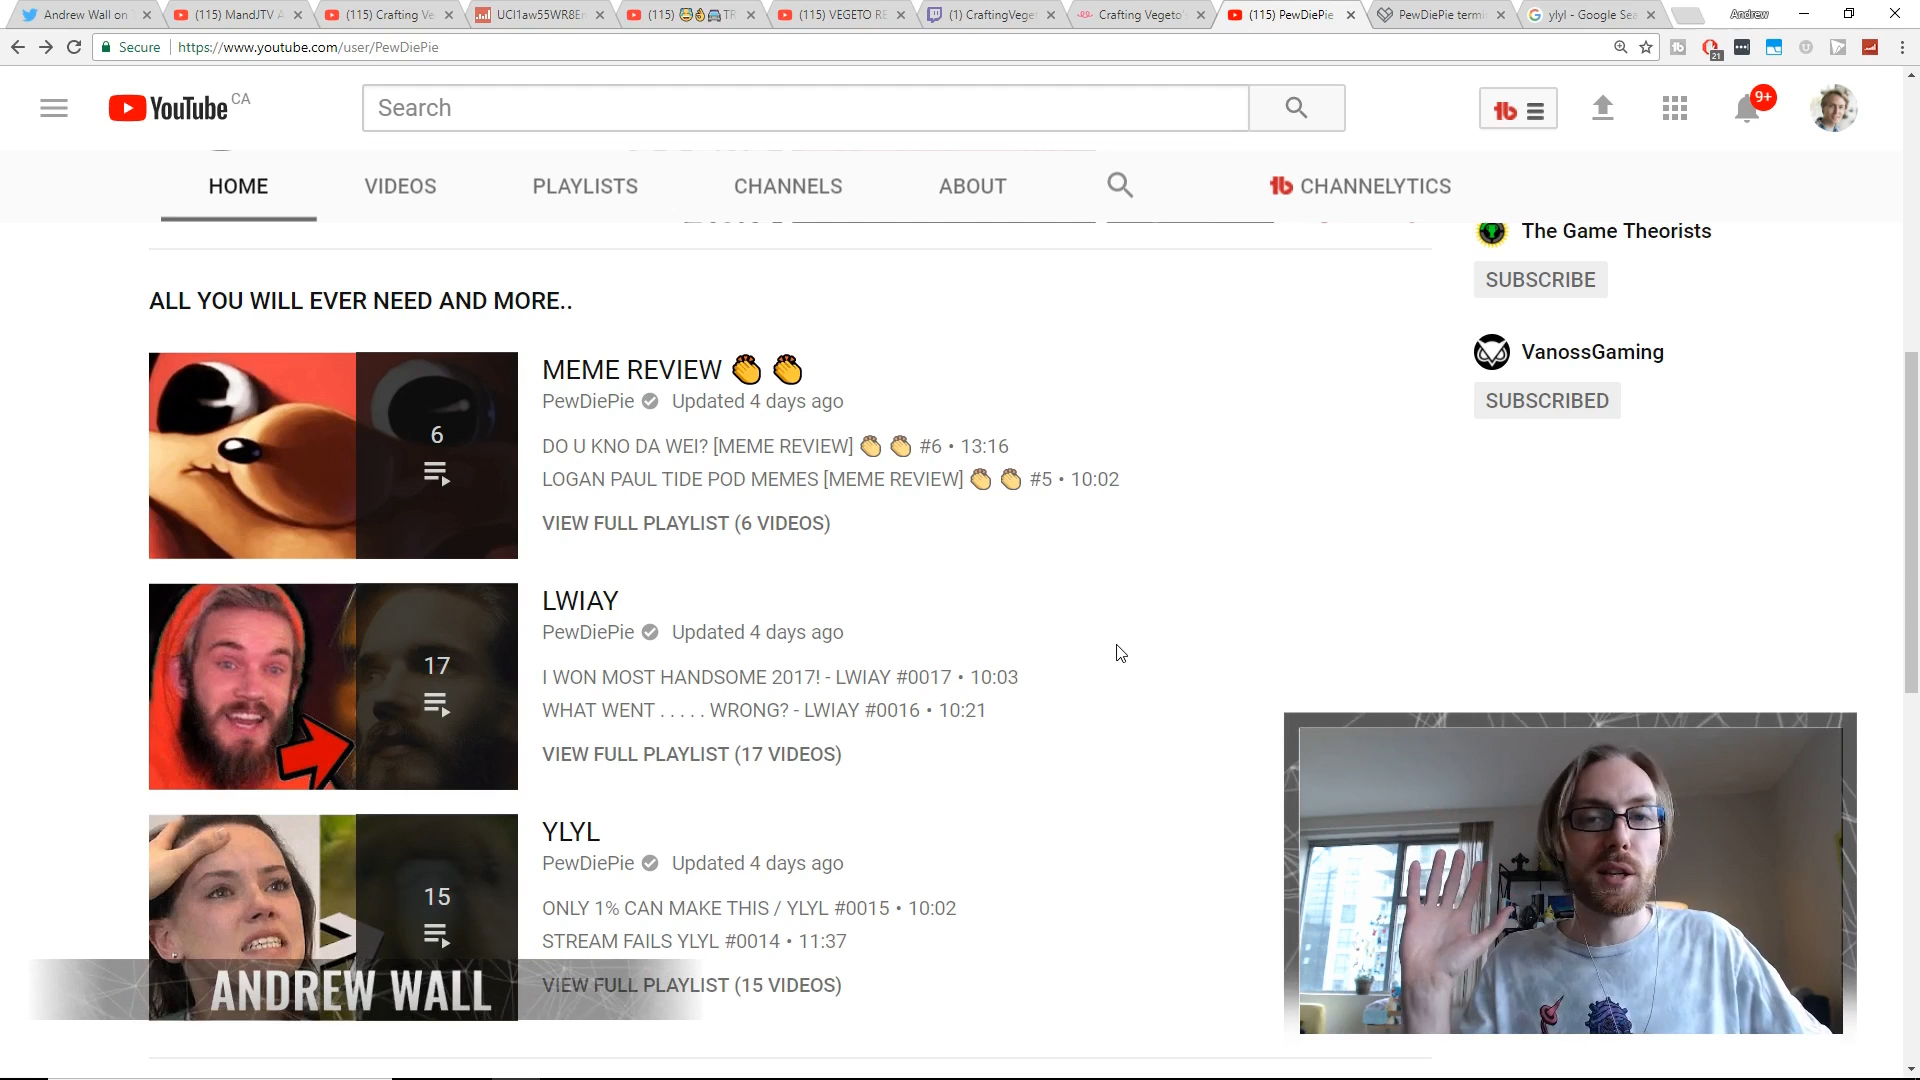 Andrew Wall on
(115) MandJTV A
(115) Crafting Ve
UCI1aw55WR8E
(115) 😇👌🚘TR
(115) VEGETO R
(1) CraftingVeget
Crafting Vegeto's
(115) PewDiePie
PewDiePie termi
ylyl - Google Sea
Andrew
Secure
https://www.youtube.com/user/PewDiePie
21
YouTube CA
Search
9+
HOME
VIDEOS
PLAYLISTS
CHANNELS
ABOUT
CHANNELYTICS
The Game Theorists
SUBSCRIBE
VanossGaming
SUBSCRIBED
ALL YOU WILL EVER NEED AND MORE..
6
MEME REVIEW 👏 👏
PewDiePie Updated 4 days ago
DO U KNO DA WEI? [MEME REVIEW] 👏 👏 #6 • 13:16
LOGAN PAUL TIDE POD MEMES [MEME REVIEW] 👏 👏 #5 • 10:02
VIEW FULL PLAYLIST (6 VIDEOS)
17
LWIAY
PewDiePie Updated 4 days ago
I WON MOST HANDSOME 2017! - LWIAY #0017 • 10:03
WHAT WENT . . . . . WRONG? - LWIAY #0016 • 10:21
VIEW FULL PLAYLIST (17 VIDEOS)
15
YLYL
PewDiePie Updated 4 days ago
ONLY 1% CAN MAKE THIS / YLYL #0015 • 10:02
STREAM FAILS YLYL #0014 • 11:37
VIEW FULL PLAYLIST (15 VIDEOS)
ANDREW WALL